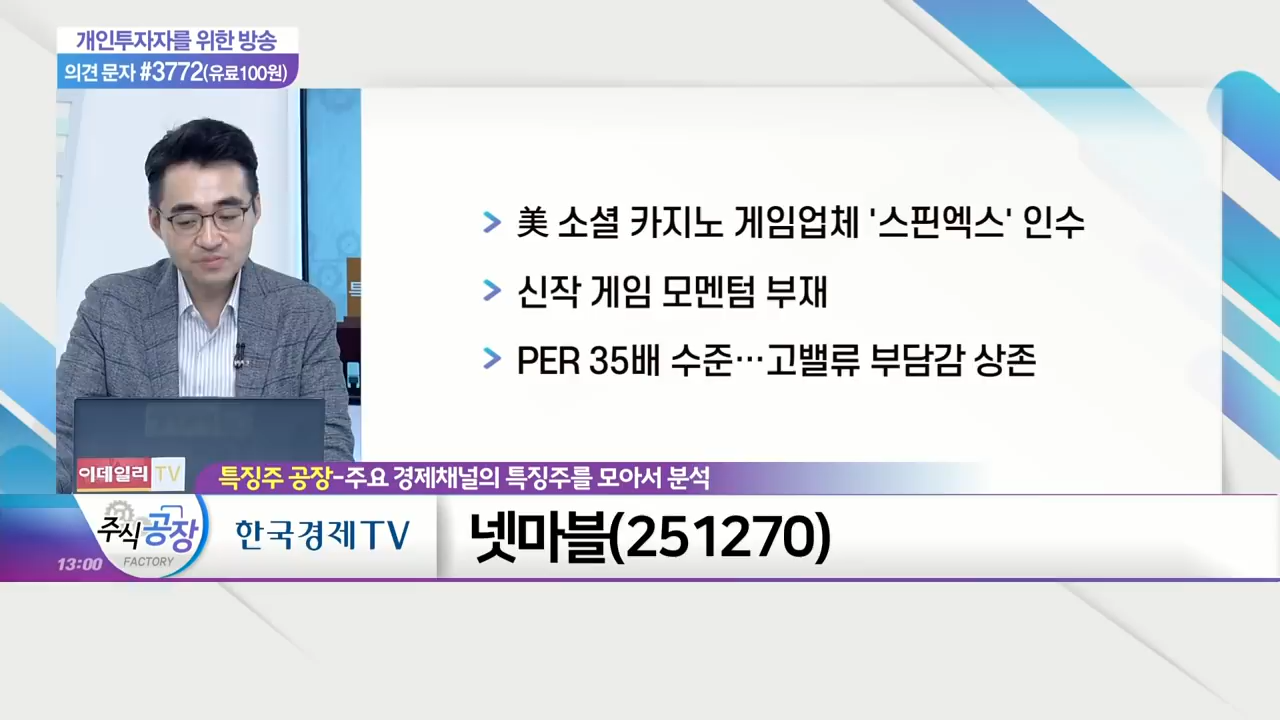 개인투자자를 위한 방송
의견 문자 #3772(유료100원)
美 소셜 카지노 게임업체 '스핀엑스' 인수
신작 게임 모멘텀 부재
PER 35배 수준…고밸류 부담감 상존
특
이데일리 TV
특징주 공장-주요 경제채널의 특징주를 모아서 분석
주식공장
FACTORY
13:00
한국경제TV
넷마블(251270)